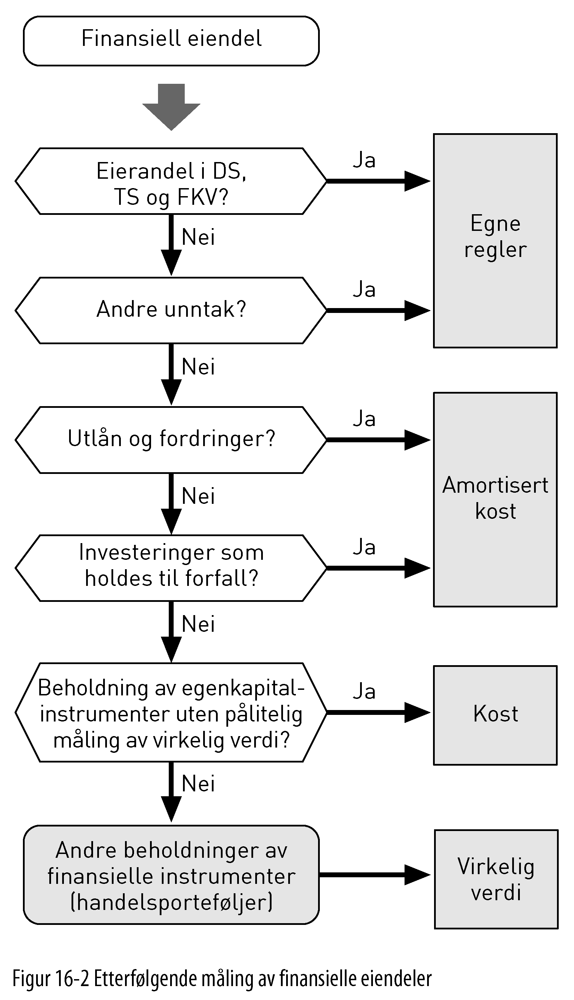 Finansiell eiendel
Eierandel i DS,
TS og FKV?
Ja
Egne
regler
Nei
Andre unntak?
Ja
Nei
Utlån og fordringer?
Ja
Amortisert
kost
Nei
Investeringer som
holdes til forfall?
Ja
Nei
Beholdning av egenkapital-
instrumenter uten pålitelig
måling av virkelig verdi?
Ja
Kost
Nei
Andre beholdninger av
finansielle instrumenter
(handelsporteføljer)
Virkelig
verdi
Figur 16-2 Etterfølgende måling av finansielle eiendeler